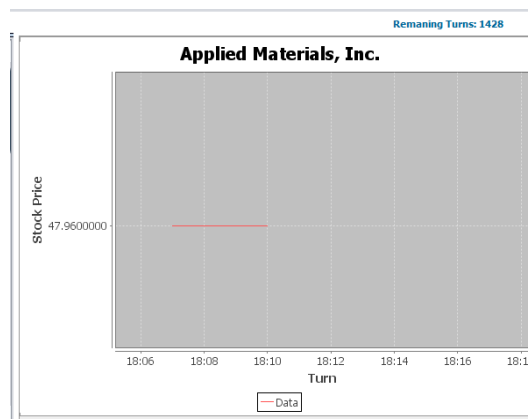 Remaning Turns: 1428
Applied Materials, Inc.
Stock Price
47.9600000
18:06 18:08 18:10 18:12 18:14 18:16
Turn
Data